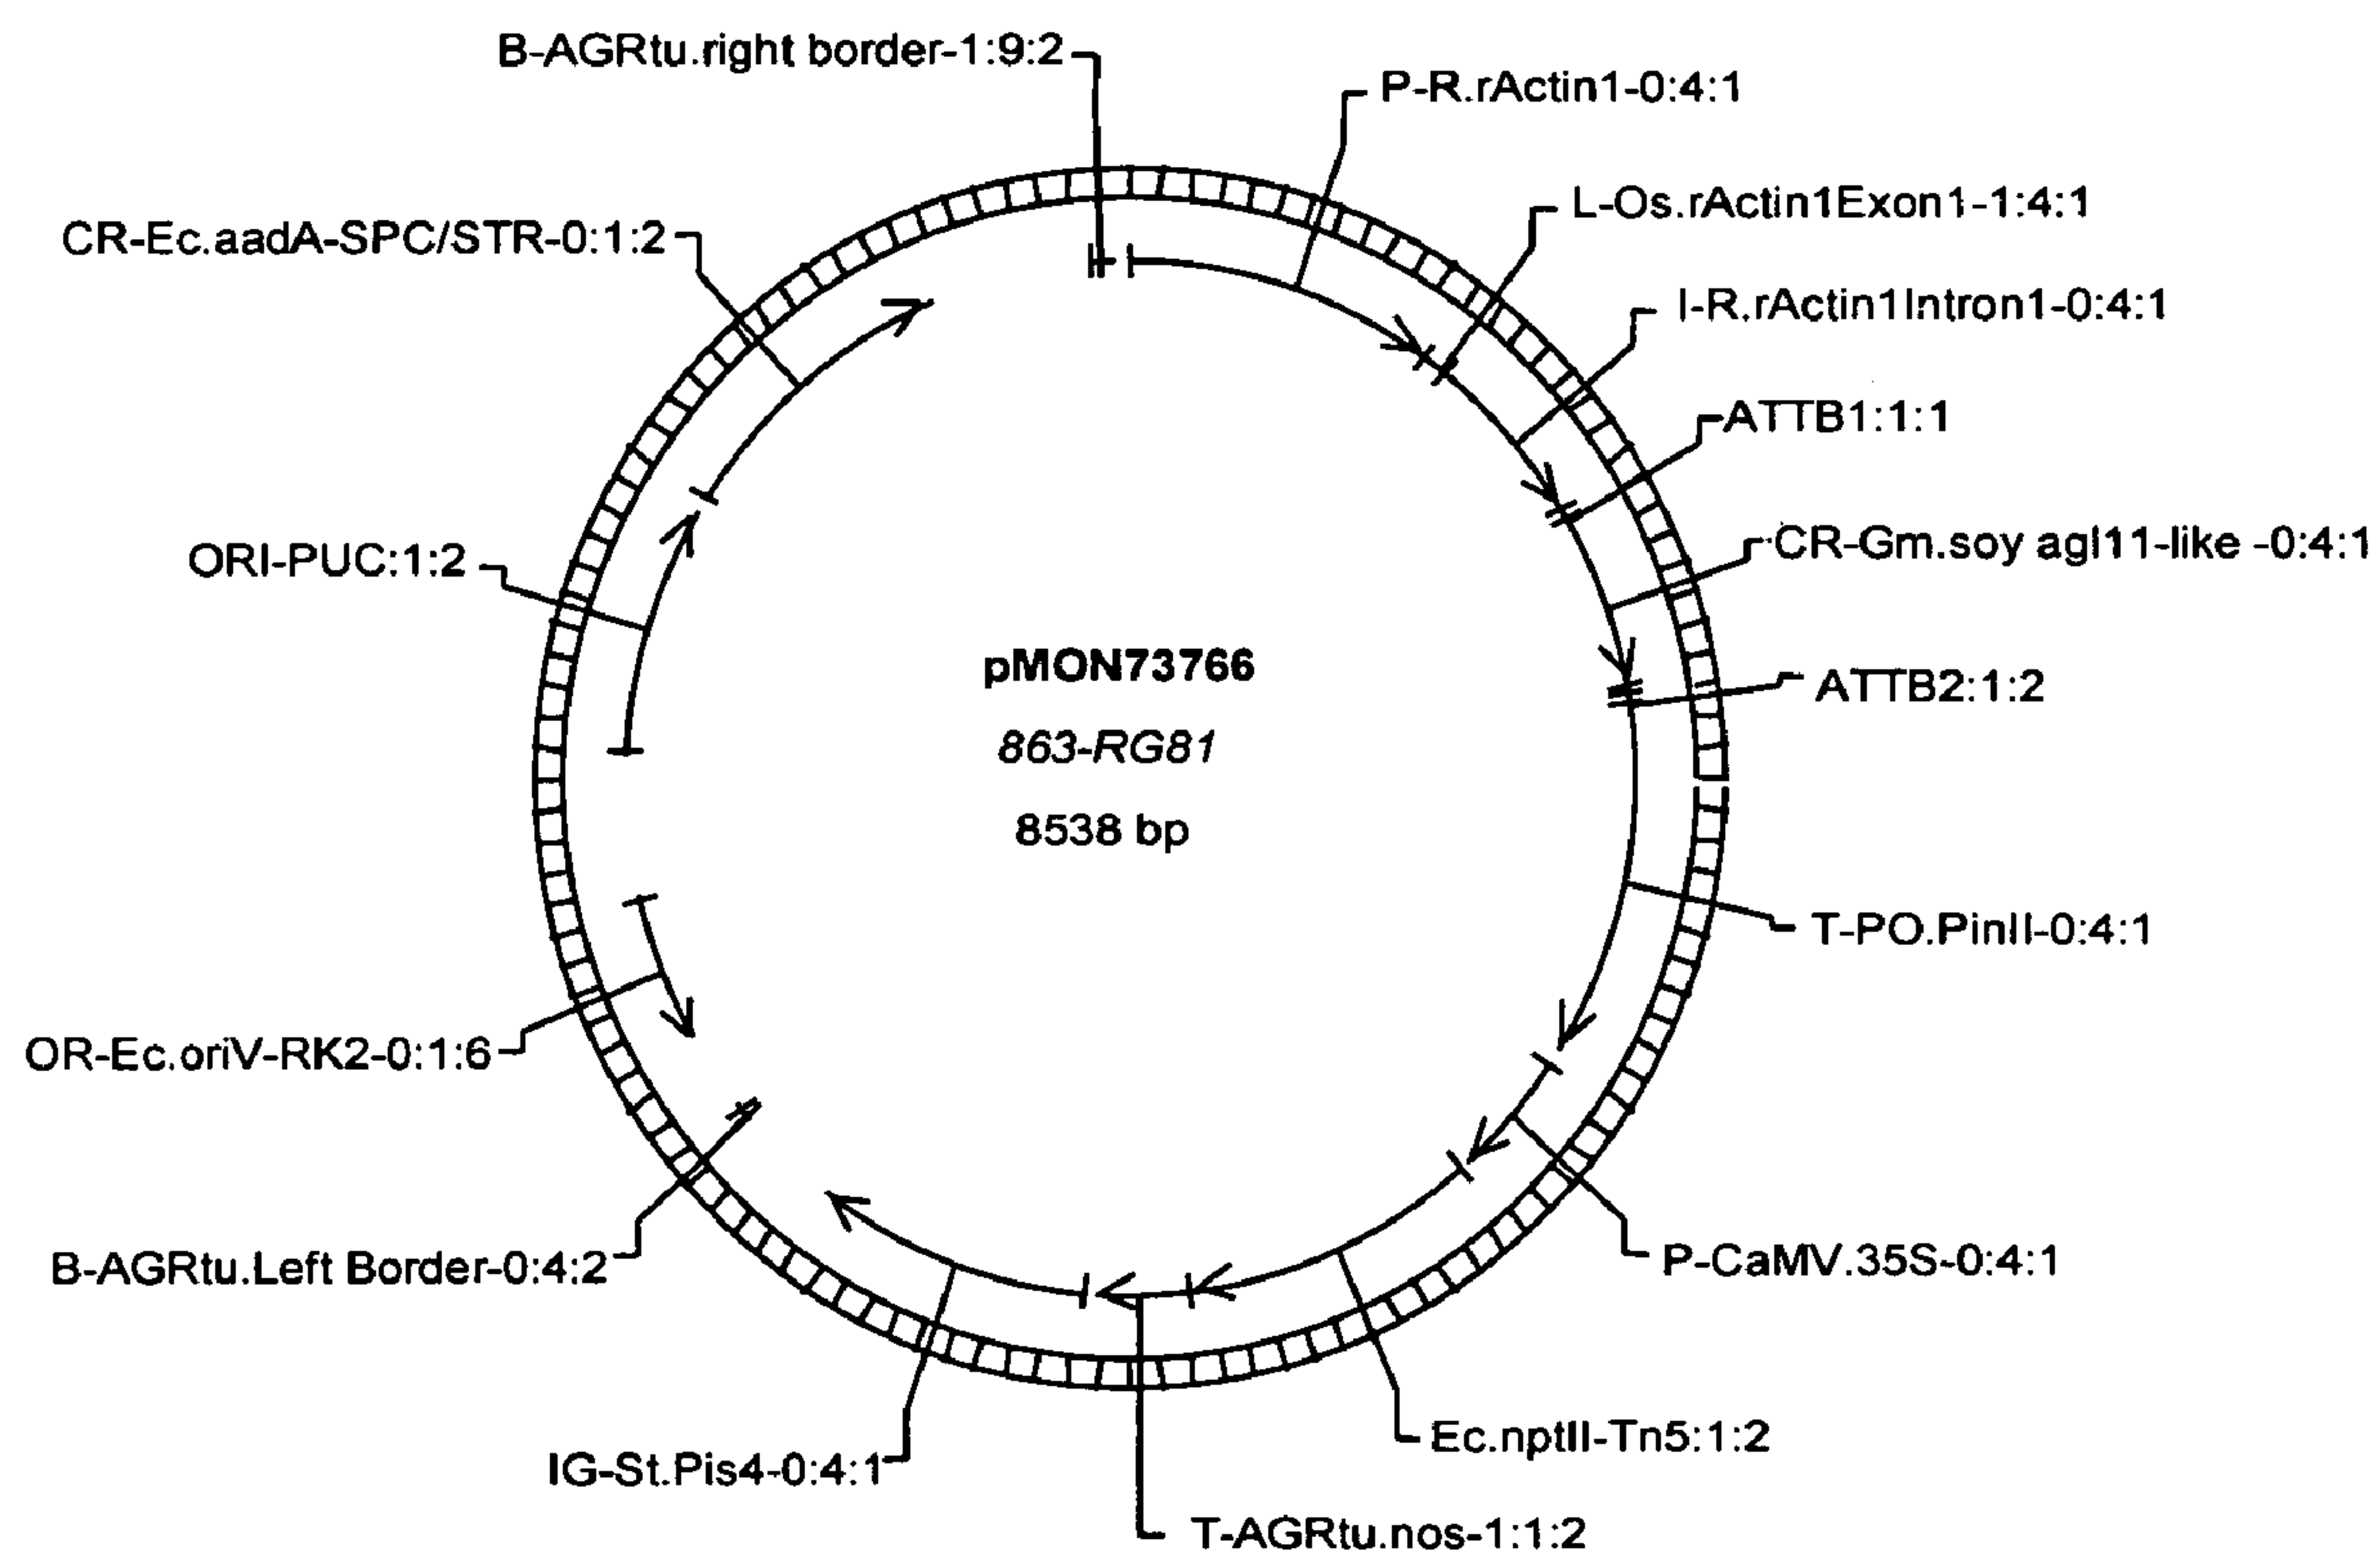 B-AGRtu.right border-1:9:2
P-R.rActin1-0:4:1
L-Os.rActin1Exon1-1:4:1
CR-Ec.aadA-SPC/STR-0:1:2
I-R.rActin1Intron1-0:4:1
ATTB1:1:1
CR-Gm.soy agl11-like -0:4:1
ORI-PUC:1:2
pMON73766
ATTB2:1:2
863-RG81
8538 bp
T-PO.PinII-0:4:1
OR-Ec.oriV-RK2-0:1:6
P-CaMV.35S-0:4:1
B-AGRtu.Left Border-0:4:2
Ec.nptII-Tn5:1:2
IG-St.Pis4-0:4:1
T-AGRtu.nos-1:1:2